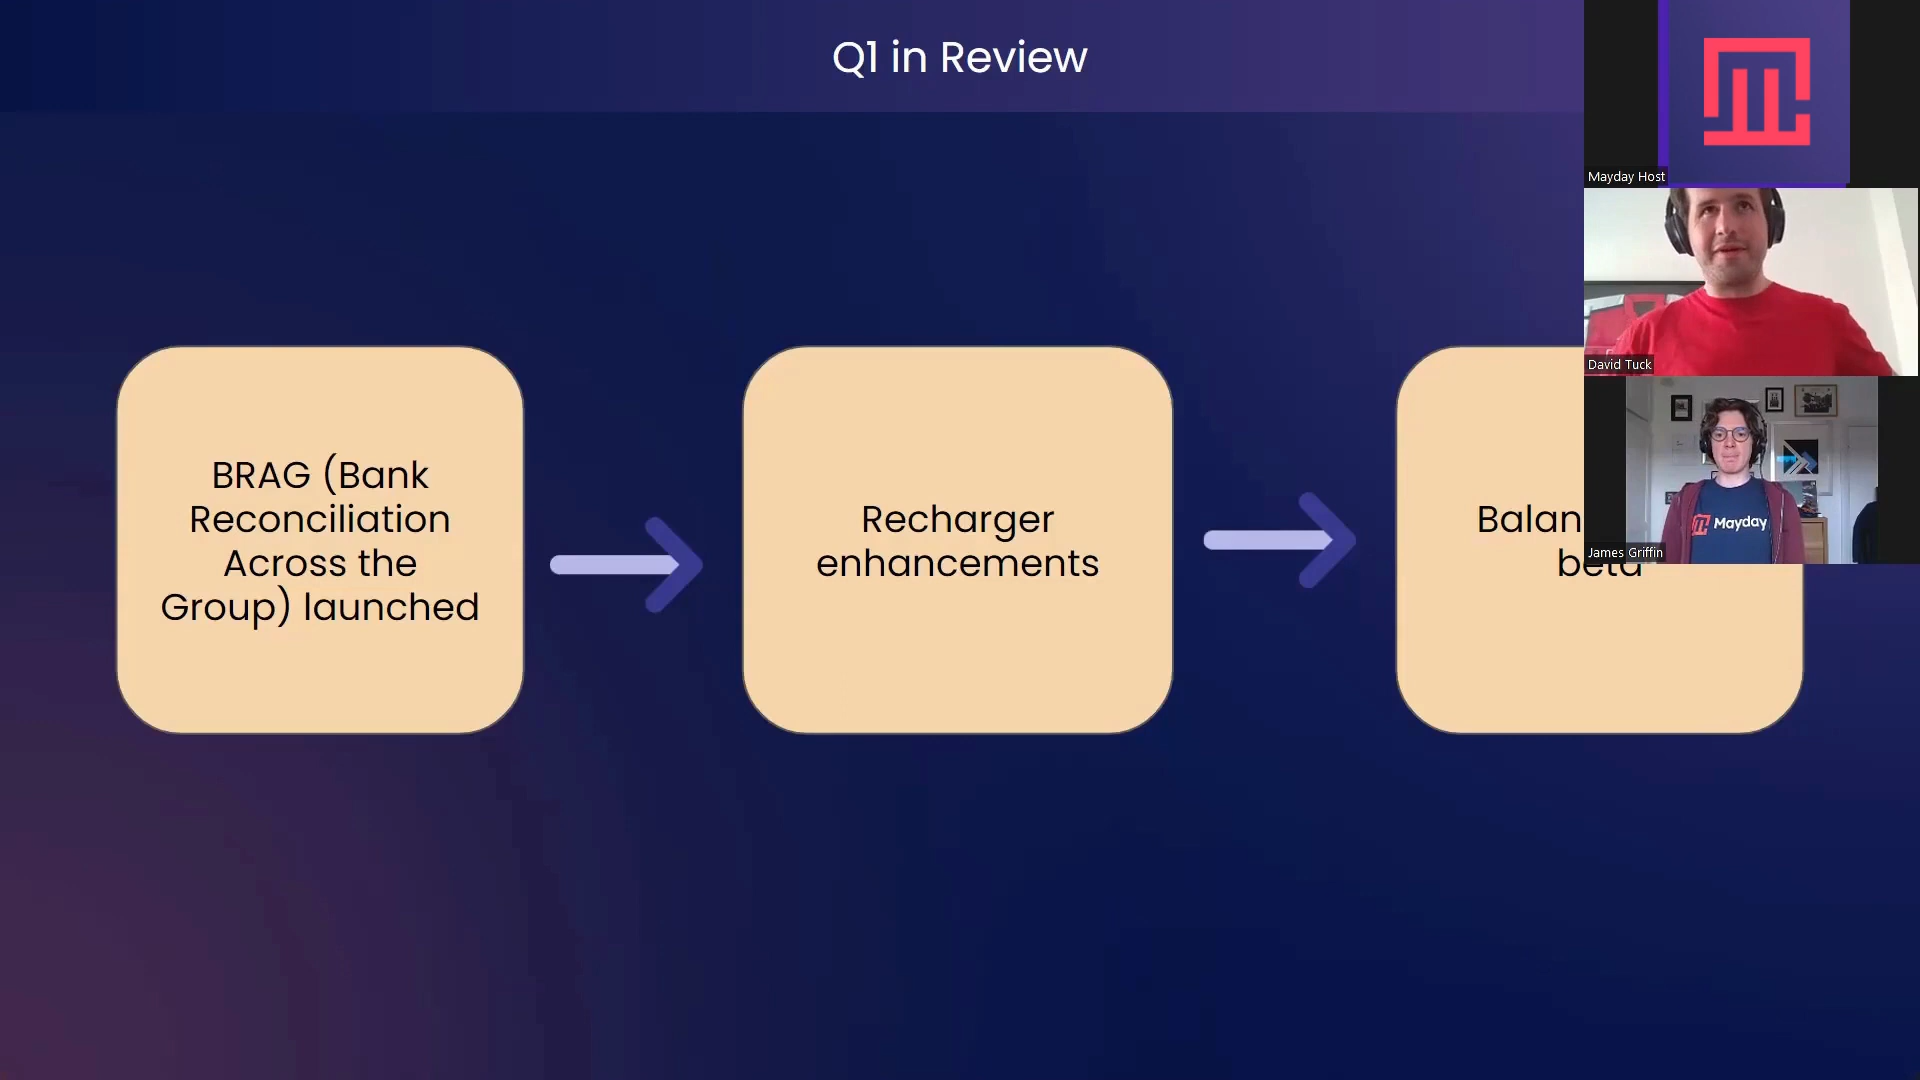 Q1 in Review
BRAG (Bank
Reconciliation
Across the
Group) launched
Recharger
enhancements
Mayday Host
David Tuck
Mayday
James Griffin